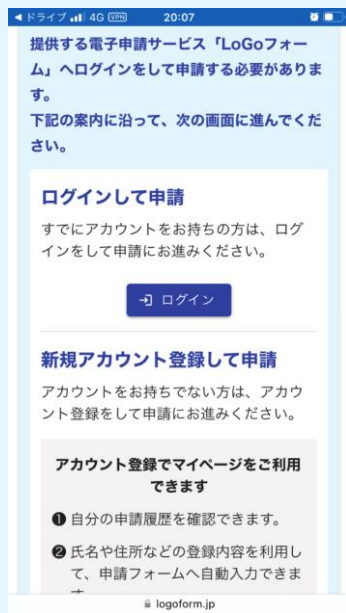 ◀ドライブ 4G VPN 20:07
提供する電子申請サービス「LoGoフォー
ム」へログインをして申請する必要がありま
す。
下記の案内に沿って、次の画面に進んでくだ
さい。
ログインして申請
すでにアカウントをお持ちの方は、ログ
インをして申請にお進みください。
ログイン
新規アカウント登録して申請
アカウントをお持ちでない方は、アカウ
ント登録をして申請にお進みください。
アカウント登録でマイページをご利用
できます
❶ 自分の申請履歴を確認できます。
❷ 氏名や住所などの登録内容を利用し
て、申請フォームへ自動入力できま
す。
logoform.jp